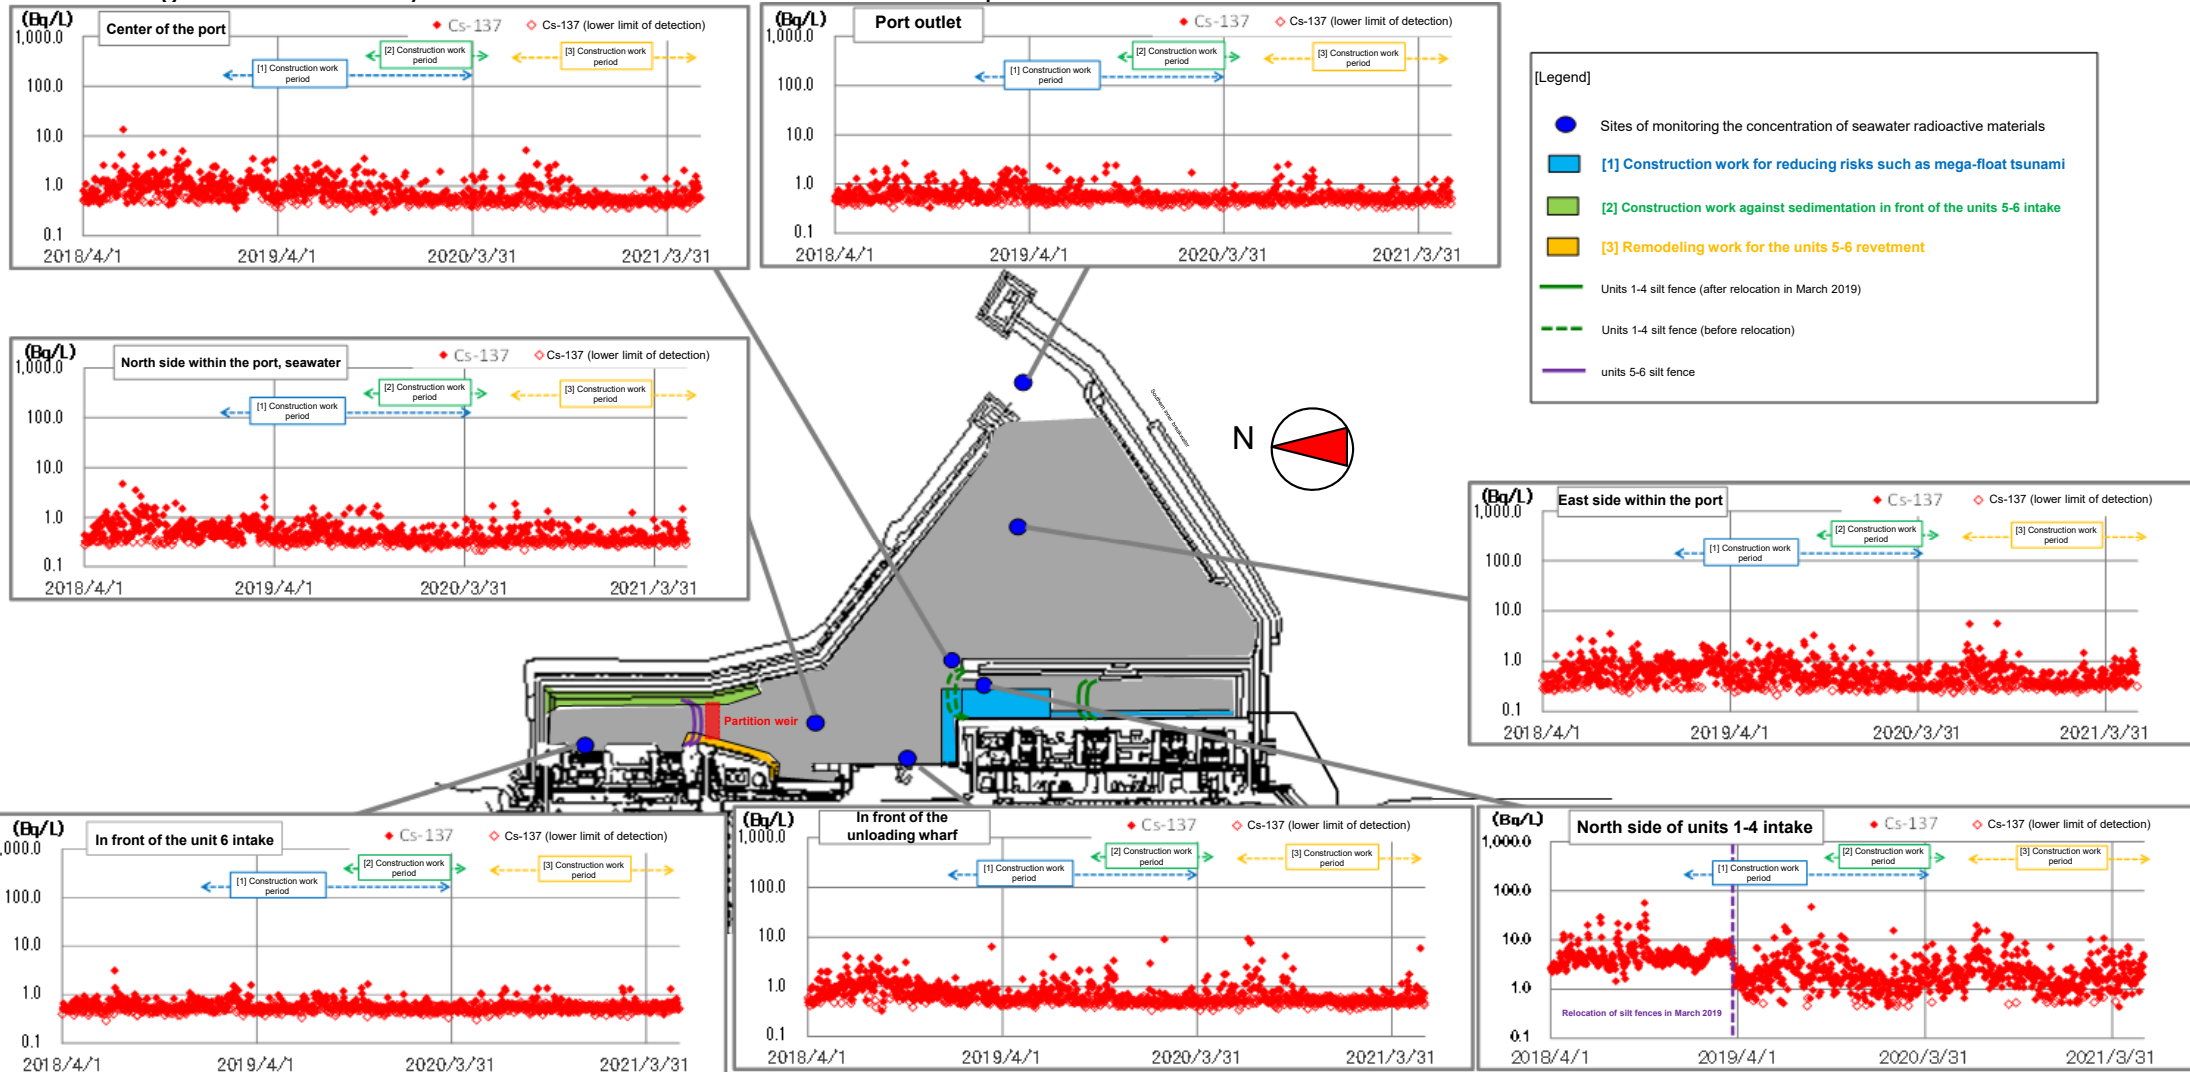 (Bq/L)
Center of the port
Cs-137
Cs-137 (lower limit of detection)
1,000.0
100.0
10.0
1.0
0.1
[1] Construction work
period
[2] Construction work
period
[3] Construction work
period
2018/4/1
2019/4/1
2020/3/31
2021/3/31
(Bq/L)
Port outlet
Cs-137
Cs-137 (lower limit of detection)
1,000.0
100.0
10.0
1.0
0.1
[1] Construction work
period
[2] Construction work
period
[3] Construction work
period
2018/4/1
2019/4/1
2020/3/31
2021/3/31
[Legend]
Sites of monitoring the concentration of seawater radioactive materials
[1] Construction work for reducing risks such as mega-float tsunami
[2] Construction work against sedimentation in front of the units 5-6 intake
[3] Remodeling work for the units 5-6 revetment
Units 1-4 silt fence (after relocation in March 2019)
Units 1-4 silt fence (before relocation)
units 5-6 silt fence
(Bq/L)
North side within the port, seawater
Cs-137
Cs-137 (lower limit of detection)
1,000.0
100.0
10.0
1.0
0.1
[1] Construction work
period
[2] Construction work
period
[3] Construction work
period
2018/4/1
2019/4/1
2020/3/31
2021/3/31
Southern inner breakwater
N
Partition weir
(Bq/L)
East side within the port
Cs-137
Cs-137 (lower limit of detection)
1,000.0
100.0
10.0
1.0
0.1
[1] Construction work
period
[2] Construction work
period
[3] Construction work
period
2018/4/1
2019/4/1
2020/3/31
2021/3/31
(Bq/L)
In front of the unit 6 intake
Cs-137
Cs-137 (lower limit of detection)
,000.0
100.0
10.0
1.0
0.1
[1] Construction work
period
[2] Construction work
period
[3] Construction work
period
2018/4/1
2019/4/1
2020/3/31
2021/3/31
(Bq/L)
In front of the
unloading wharf
Cs-137
Cs-137 (lower limit of detection)
1,000.0
100.0
10.0
1.0
0.1
[1] Construction work
period
[2] Construction work
period
[3] Construction work
period
2018/4/1
2019/4/1
2020/3/31
2021/3/31
(Bq/L)
North side of units 1-4 intake
Cs-137
Cs-137 (lower limit of detection)
1,000.0
100.0
10.0
1.0
0.1
[1] Construction work
period
[2] Construction work
period
[3] Construction work
period
Relocation of silt fences in March 2019
2018/4/1
2019/4/1
2020/3/31
2021/3/31